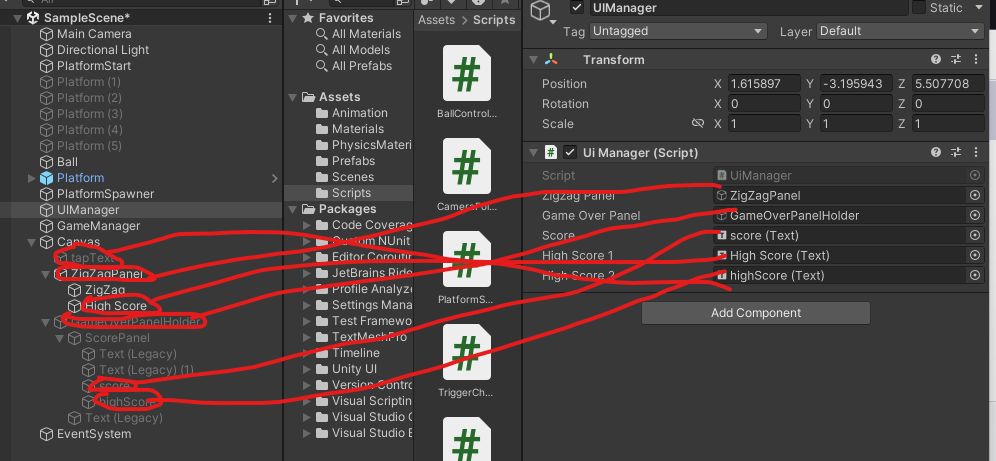 All
SampleScene*
Main Camera
Directional Light
PlatformStart
Platform (1)
Platform (2)
Platform (3)
Platform (4)
Platform (5)
Ball
Platform
PlatformSpawner
UIManager
GameManager
Canvas
tapText
ZigZagPanel
ZigZag
High Score
GameOverPanelHolder
ScorePanel
Text (Legacy)
Text (Legacy) (1)
score
highScore
Text (Legacy)
EventSystem
Favorites
All Materials
All Models
All Prefabs
Assets
Animation
Materials
PhysicsMateri
Prefabs
Scenes
Scripts
Packages
Code Coverag
Custom NUnit
Editor Coroutin
JetBrains Ride
Profile Analyze
Settings Mana
Test Framewo
TextMeshPro
Timeline
Unity UI
Version Contr
Visual Scriptin
Visual Studio C
Visual Studio E
Assets > Scripts
#
BallControl...
#
CameraFol...
#
PlatformS...
#
TriggerCh...
#
UIManager
Static
Tag Untagged Layer Default
Transform
Position X 1.615897 Y -3.195943 Z 5.507708
Rotation X 0 Y 0 Z 0
Scale X 1 Y 1 Z 1
# Ui Manager (Script)
Script UiManager
Zigzag Panel ZigZagPanel
Game Over Panel GameOverPanelHolder
Score score (Text)
High Score 1 High Score (Text)
High Score 2 highScore (Text)
Add Component